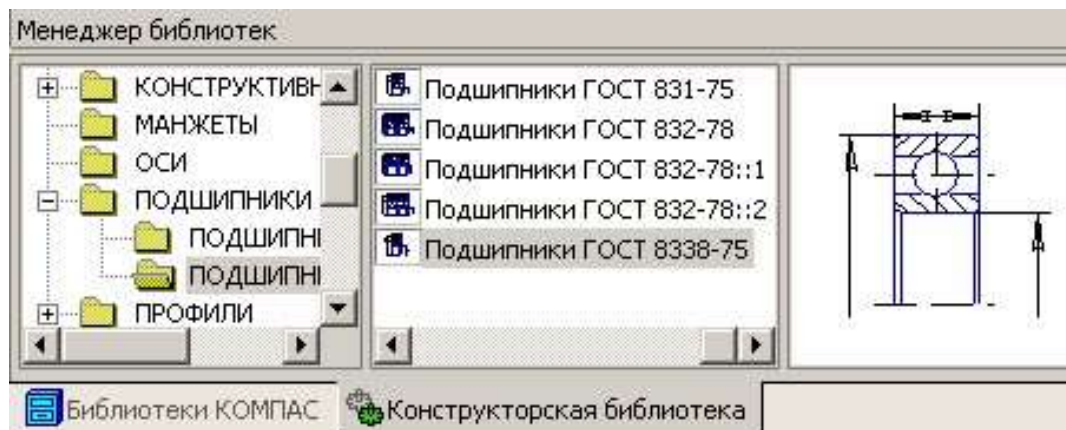 Менеджер библиотек
КОНСТРУКТИВН
МАНЖЕТЫ
ОСИ
ПОДШИПНИКИ
ПОДШИПНІ
ПОДШИПНІ
ПРОФИЛИ
Подшипники ГОСТ 831-75
Подшипники ГОСТ 832-78
Подшипники ГОСТ 832-78::1
Подшипники ГОСТ 832-78::2
Подшипники ГОСТ 8338-75
Библиотеки КОМПАС
Конструкторская библиотека